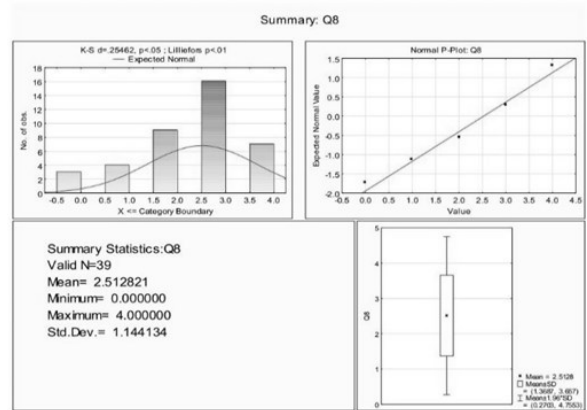 Summary: Q8
K-S d=.25462, p<.05 ; Lilliefors p<.01
Expected Normal
18
16
14
12
10
8
6
4
2
0
No. of obs.
-0.5 0.0 0.5 1.0 1.5 2.0 2.5 3.0 3.5 4.0
X <= Category Boundary
Normal P-Plot: Q8
1.5
1.0
0.5
0.0
-0.5
-1.0
-1.5
-2.0
Expected Normal Value
-0.5 0.0 0.5 1.0 1.5 2.0 2.5 3.0 3.5 4.0 4.5
Value
Summary Statistics:Q8
Valid N=39
Mean= 2.512821
Minimum= 0.000000
Maximum= 4.000000
Std.Dev.= 1.144134
5
4
3
2
1
0
Q8
Mean = 2.5128
Mean±SD
= (1.3687, 3.657)
Mean±1.96*SD
= (0.2703, 4.7553)